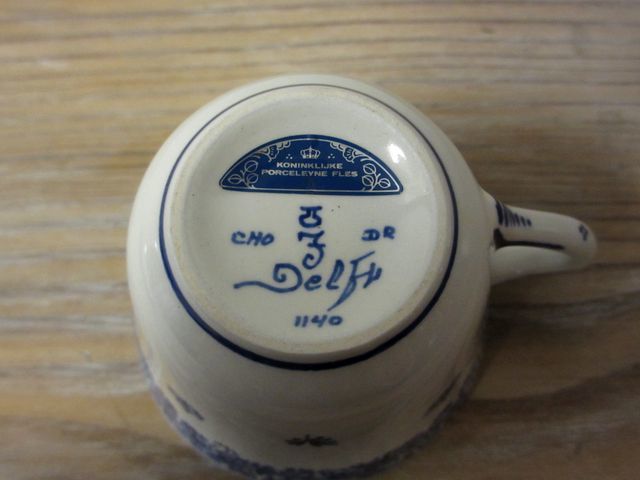 KONINKLIJKE
PORCELEYNE FLES
CHO DR
Delft
1140